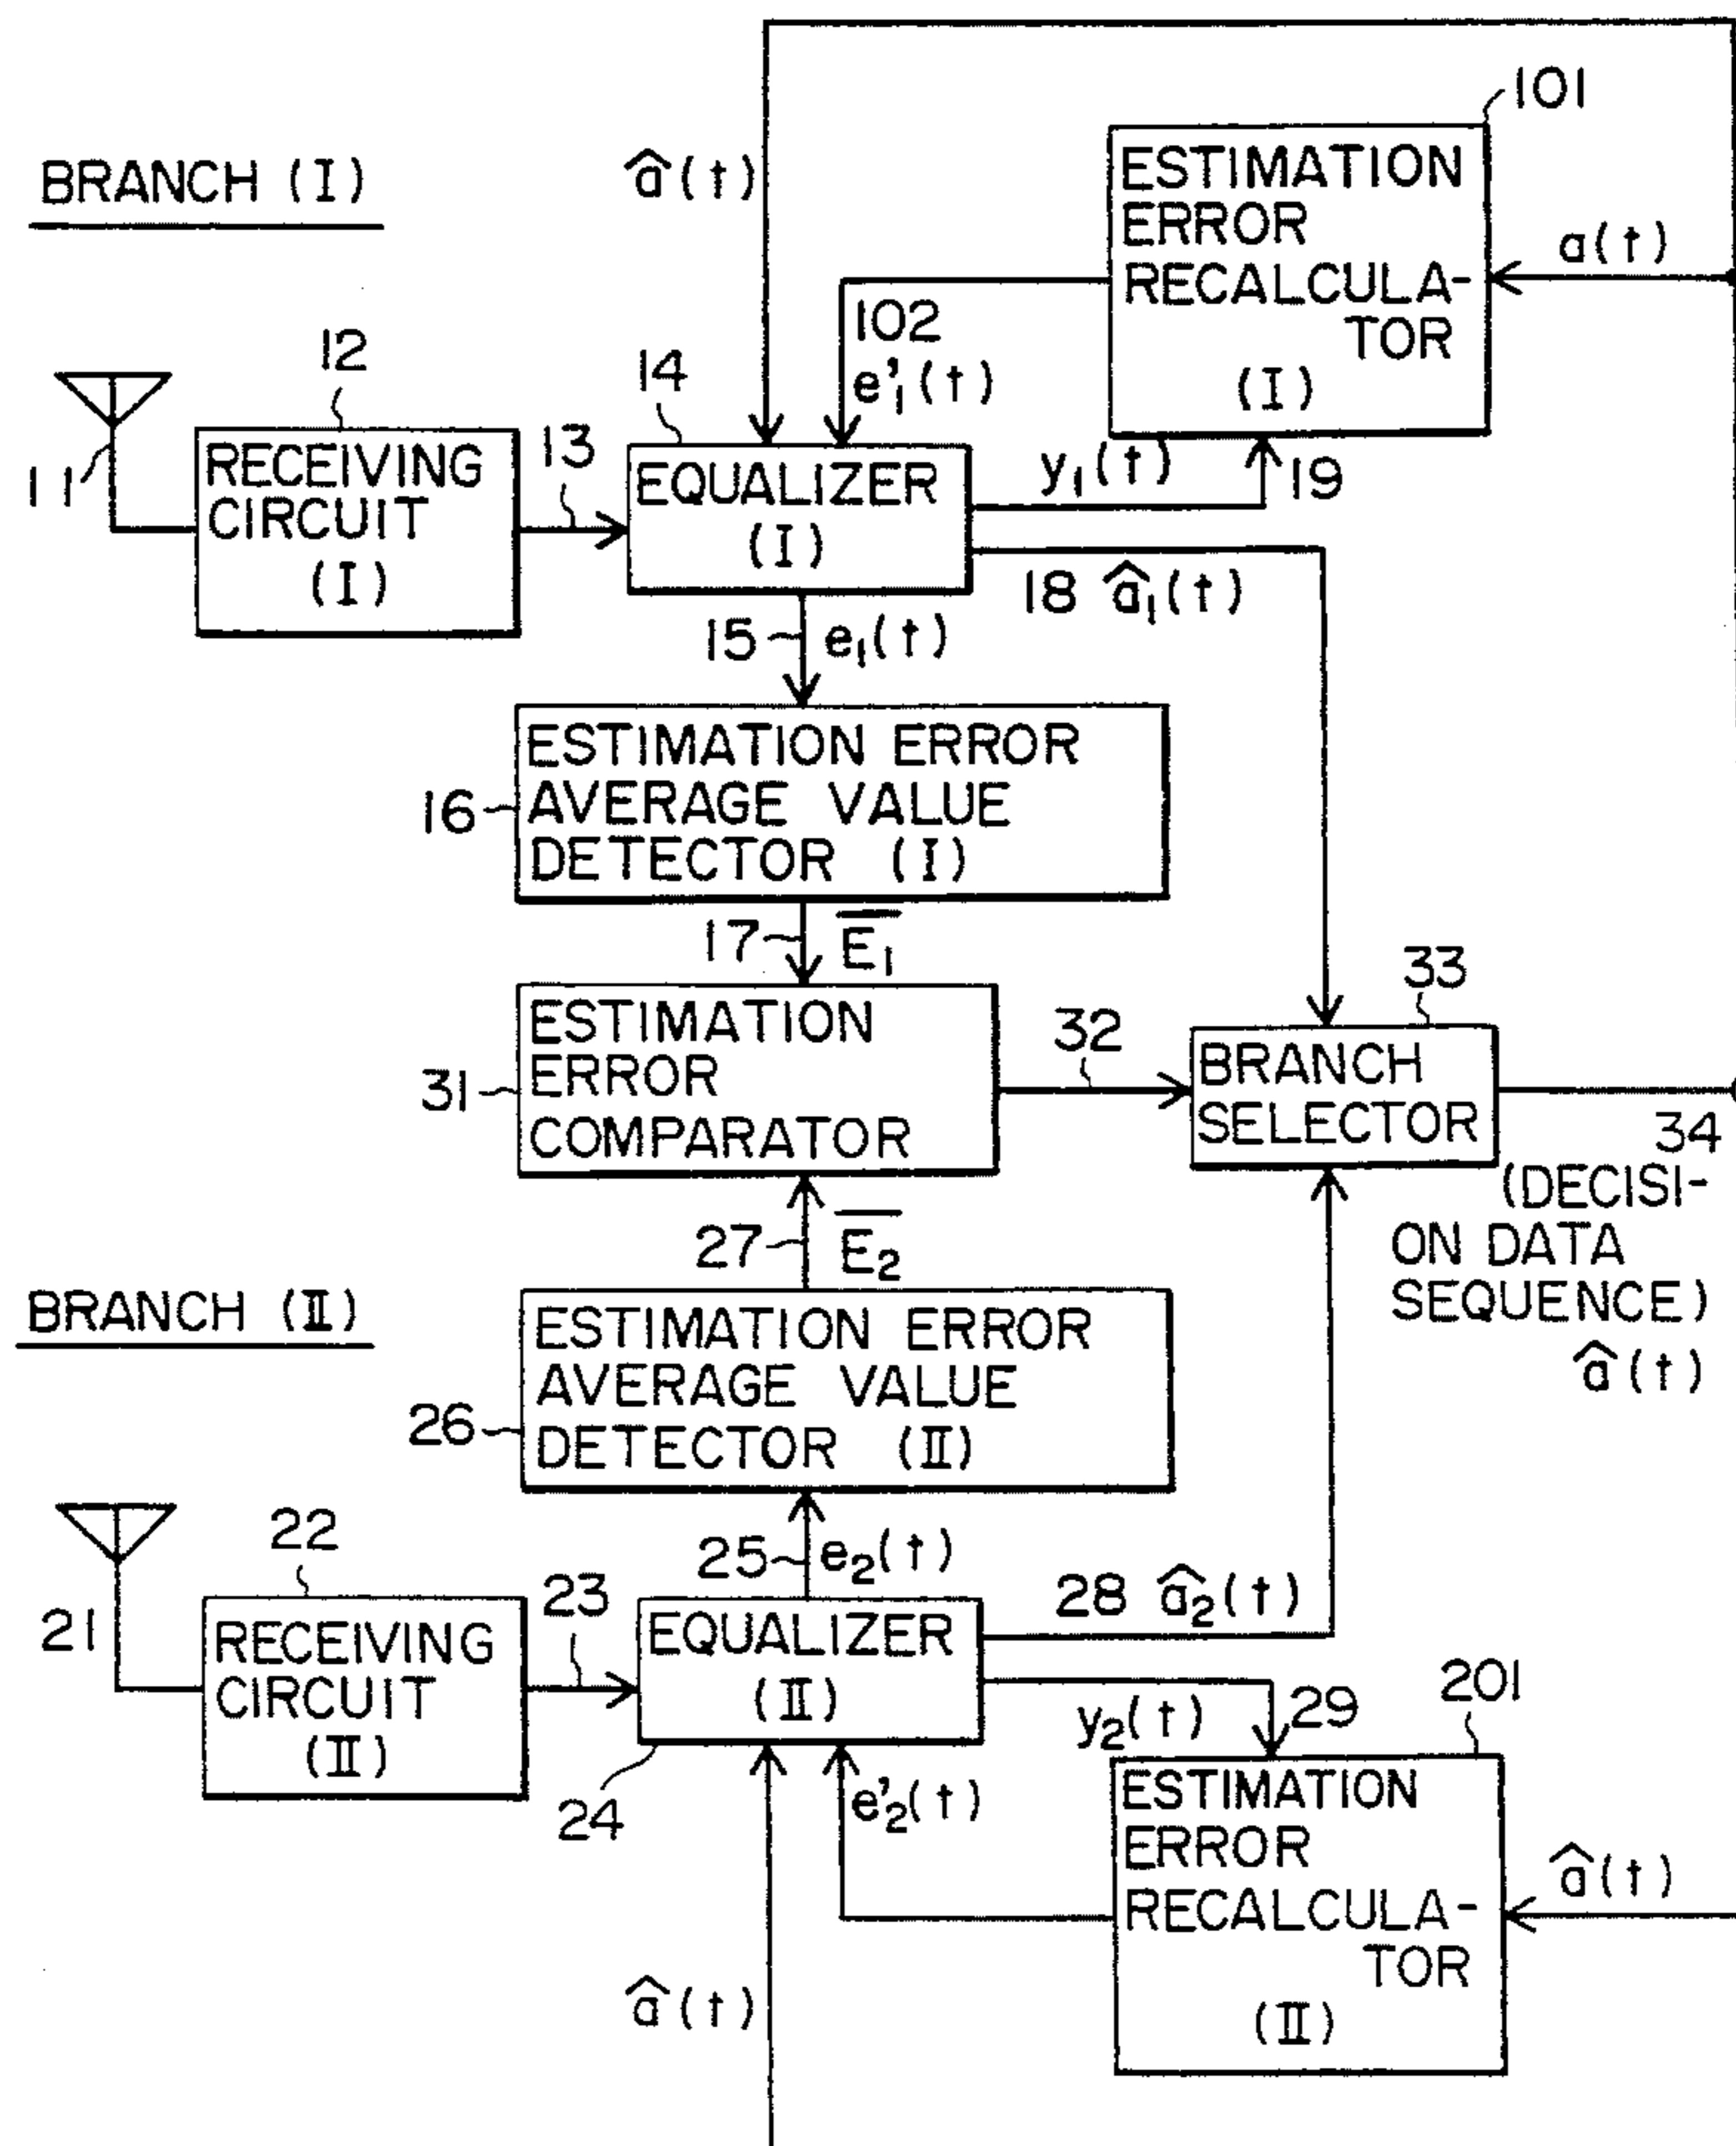 101
BRANCH (I)
â(t)
ESTIMATION
ERROR
RECALCULA-
TOR
(I)
a(t)
102
e'₁(t)
12
14
11
RECEIVING
CIRCUIT
(I)
13
EQUALIZER
(I)
y₁(t)
19
18 â₁(t)
15
e₁(t)
16
ESTIMATION ERROR
AVERAGE VALUE
DETECTOR (I)
17
E̅₁
33
31
ESTIMATION
ERROR
COMPARATOR
32
BRANCH
SELECTOR
34
(DECISI-
ON DATA
SEQUENCE)
â(t)
27
E̅₂
BRANCH (II)
26
ESTIMATION ERROR
AVERAGE VALUE
DETECTOR (II)
25
e₂(t)
22
21
RECEIVING
CIRCUIT
(II)
23
EQUALIZER
(II)
24
28 â₂(t)
y₂(t)
29
201
e'₂(t)
ESTIMATION
ERROR
RECALCULA-
TOR
(II)
â(t)
â(t)